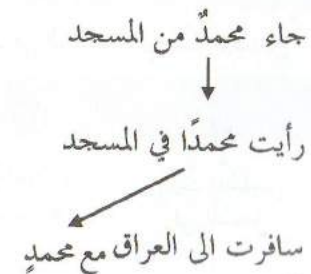 جاء محمدٌ من المسجد
رأيت محمدًا في المسجد
سافرت الى العراق مع محمدٍ